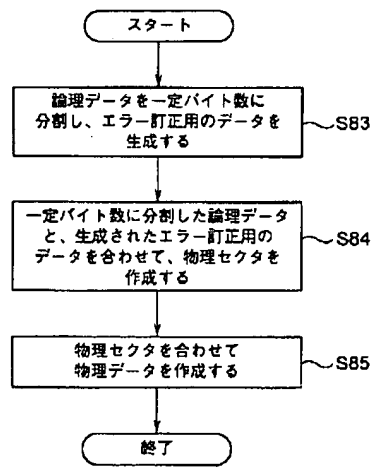 スタート
論理データを一定バイト数に
分割し、エラー訂正用のデータを
生成する
S83
一定バイト数に分割した論理データ
と、生成されたエラー訂正用の
データを合わせて、物理セクタを
作成する
S84
物理セクタを合わせて
物理データを作成する
S85
終了